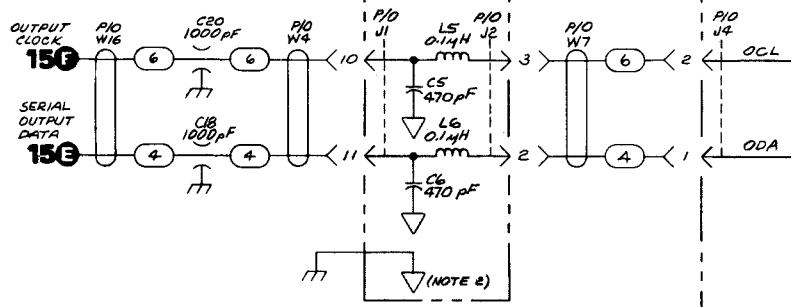 OUTPUT
CLOCK
15F
P/O
W16
6
C20
1000pF
6
P/O
W4
10
P/O
J1
L5
0.1µH
C5
470pF
P/O
J2
3
P/O
W7
6
2
P/O
J4
OCL
SERIAL
OUTPUT
DATA
15E
4
C18
1000pF
4
11
L6
0.1µH
C6
470pF
2
4
1
ODA
(NOTE 2)